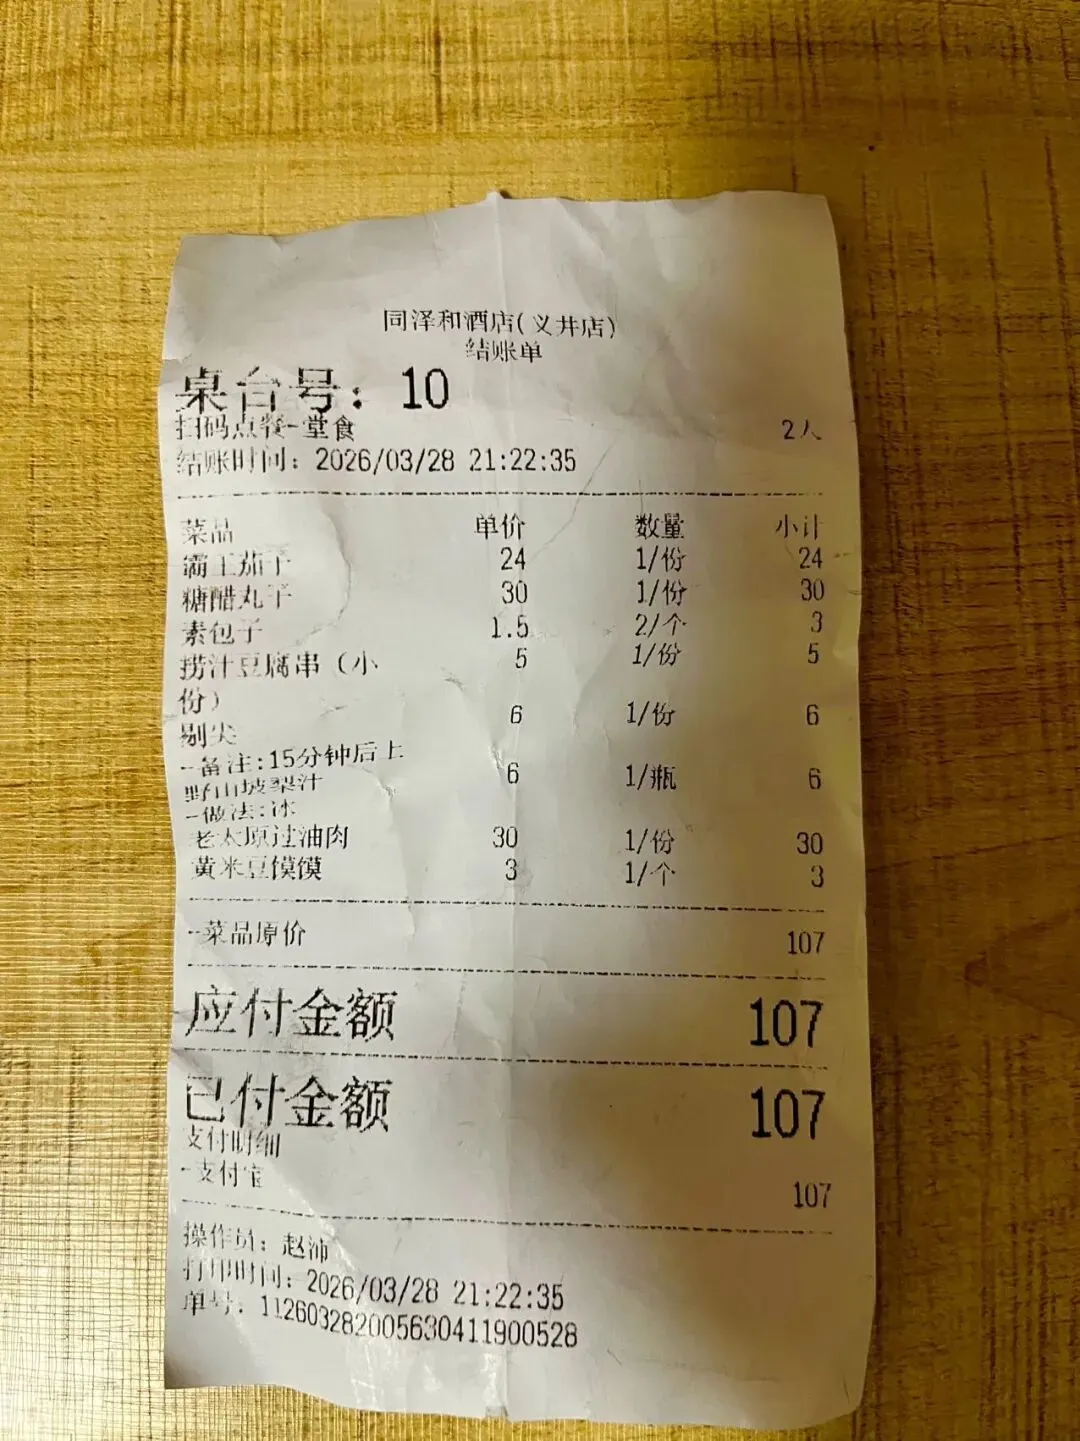 同泽和酒店(义井店)
结账单
桌台号: 10
扫码点餐-堂食 2人
结账时间: 2026/03/28 21:22:35
菜品 单价 数量 小计
霸王茄子 24 1/份 24
糖醋丸子 30 1/份 30
素包子 1.5 2/个 3
捞汁豆腐串（小 5 1/份 5
份）
剔尖 6 1/份 6
-备注:15分钟后上
野山坡梨汁 6 1/瓶 6
-做法:冰
老太原过油肉 30 1/份 30
黄米豆馍馍 3 1/个 3
-菜品原价 107
应付金额 107
已付金额 107
支付明细
-支付宝 107
操作员: 赵沛
打印时间: 2026/03/28 21:22:35
单号: 11260328200563041190​0528